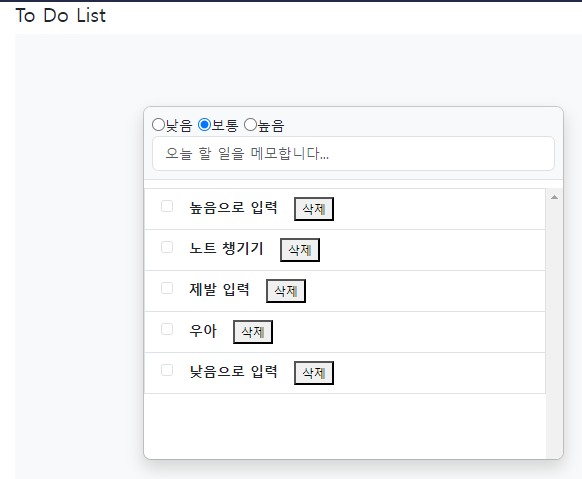 To Do List
낮음 보통 높음
오늘 할 일을 메모합니다...
높음으로 입력 삭제
노트 챙기기 삭제
제발 입력 삭제
우아 삭제
낮음으로 입력 삭제